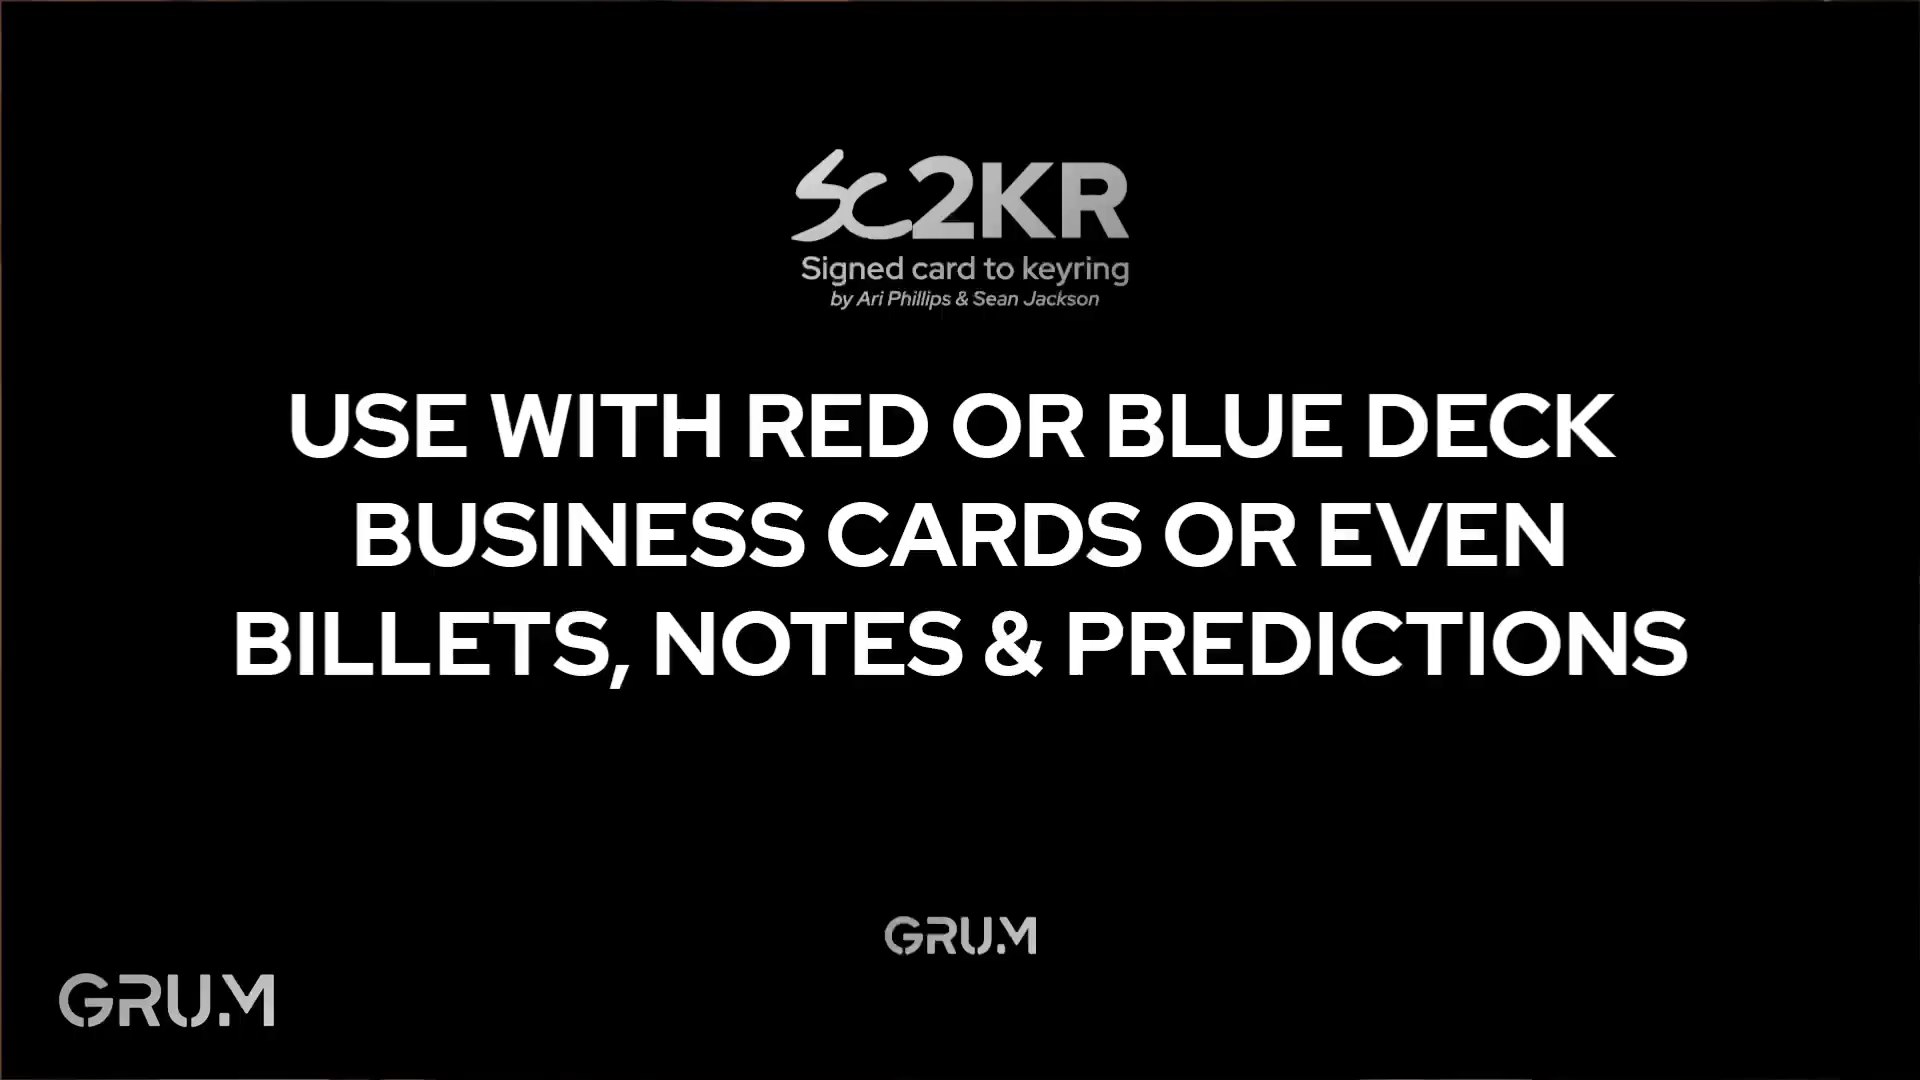 Sc2KR
Signed card to keyring
by Ari Phillips & Sean Jackson
USE WITH RED OR BLUE DECK
BUSINESS CARDS OR EVEN
BILLETS, NOTES & PREDICTIONS
GRU.M
GRU.M